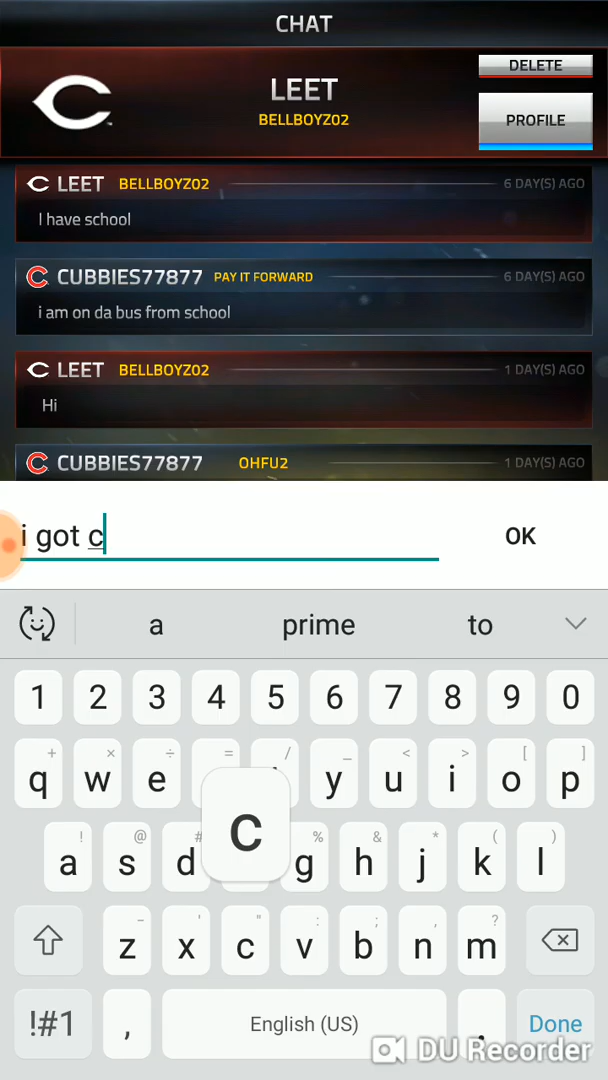 CHAT
DELETE
LEET
BELLBOYZ02
PROFILE
LEET BELLBOYZ02 6 DAY(S) AGO
I have school
CUBBIES77877 PAY IT FORWARD 6 DAY(S) AGO
i am on da bus from school
LEET BELLBOYZ02 1 DAY(S) AGO
Hi
CUBBIES77877 OHFU2 1 DAY(S) AGO
i got c
OK
a prime to
1 2 3 4 5 6 7 8 9 0
+ × ÷ = / _ < > [ ]
q w e y u i o p
! @ # % & * ( )
a s d c g h j k l
- ' " : ; , ?
z x c v b n m
!#1 , English (US) . Done
DU Recorder